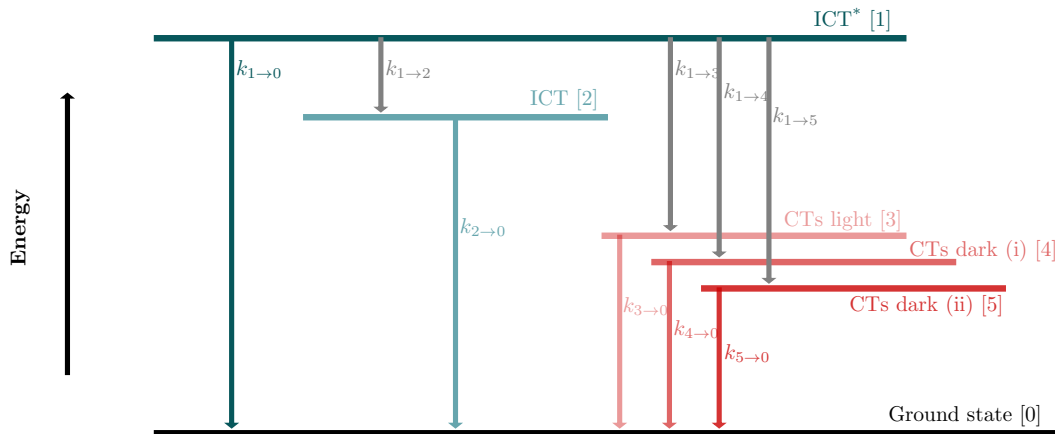 ICT* [1]
k1→0
k1→2
k1→3
k1→4
k1→5
ICT [2]
Energy
k2→0
CTs light [3]
CTs dark (i) [4]
CTs dark (ii) [5]
k3→0
k4→0
k5→0
Ground state [0]